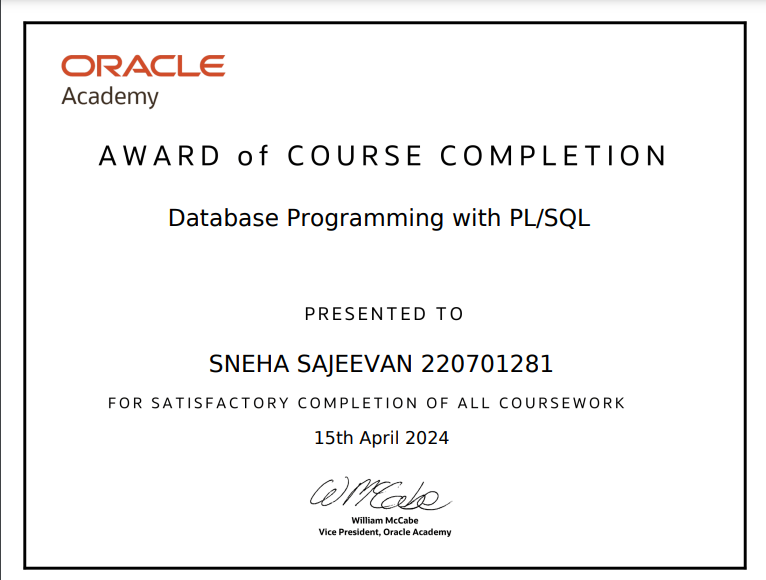 ORACLE
Academy
AWARD of COURSE COMPLETION
Database Programming with PL/SQL
PRESENTED TO
SNEHA SAJEEVAN 220701281
FOR SATISFACTORY COMPLETION OF ALL COURSEWORK
15th April 2024
W McCabe
William McCabe
Vice President, Oracle Academy